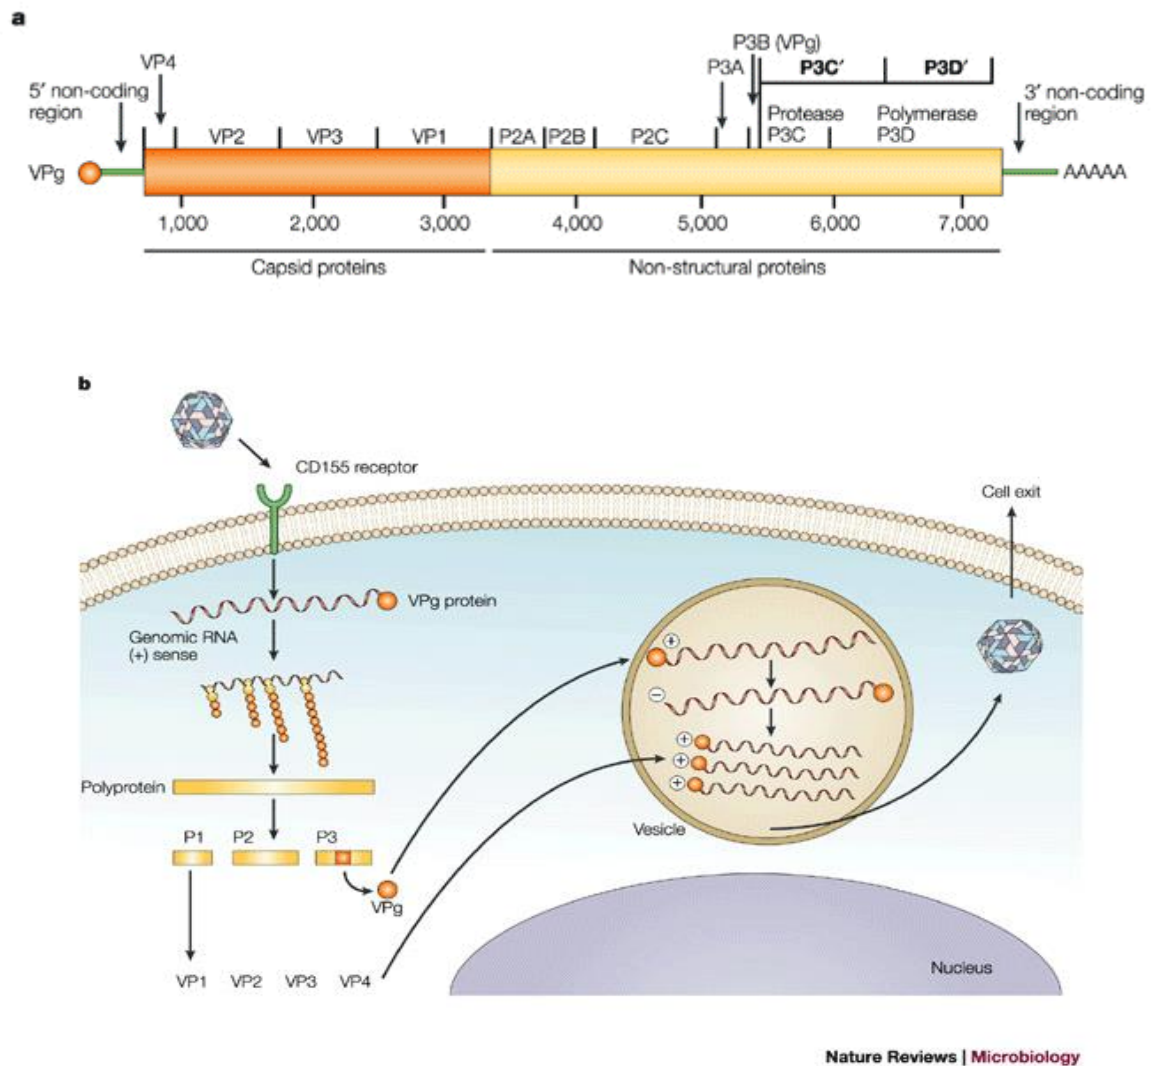 a
P3B (VPg)
VP4
P3A
P3C′
P3D′
5′ non-coding
region
3′ non-coding
region
Protease
P3C
Polymerase
P3D
VP2
VP3
VP1
P2A
P2B
P2C
VPg
AAAAA
1,000
2,000
3,000
4,000
5,000
6,000
7,000
Capsid proteins
Non-structural proteins
b
CD155 receptor
Cell exit
VPg protein
Genomic RNA
(+) sense
+
−
+
+
+
Polyprotein
Vesicle
P1
P2
P3
VPg
VP1
VP2
VP3
VP4
Nucleus
Nature Reviews | Microbiology